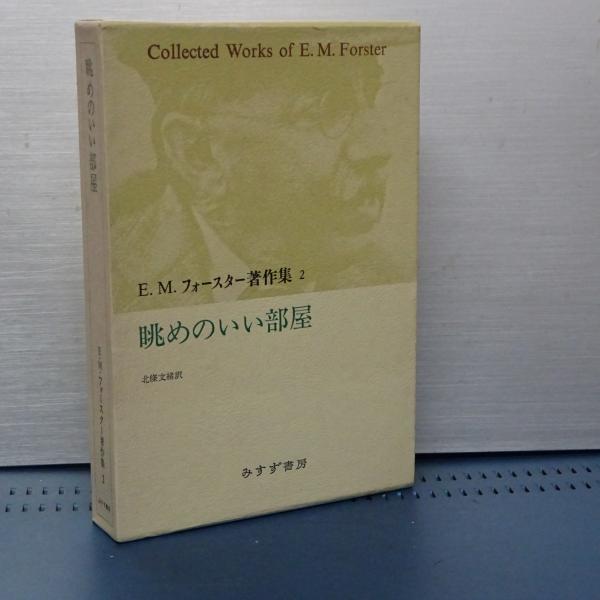 Collected Works of E. M. Forster
E. M. フォースター著作集 2
眺めのいい部屋
北條文緒訳
みすず書房
眺めのいい部屋
E. M. フォースター著作集 2